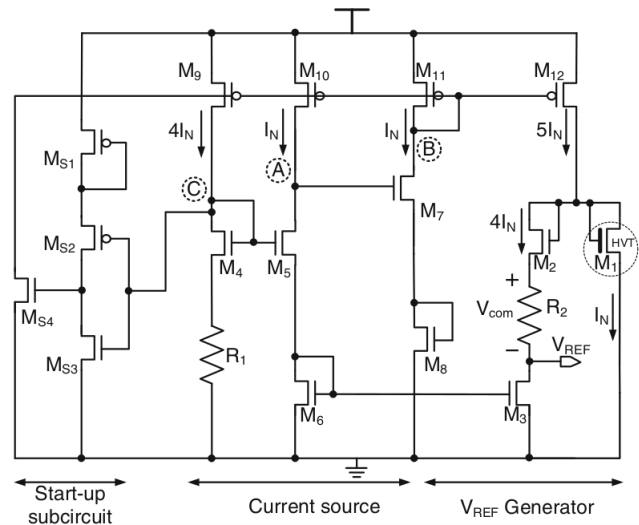 M9
M10
M11
M12
4IN
IN
IN
5IN
A
B
C
MS1
MS2
MS3
MS4
M4
M5
M7
4IN
M2
HVT
M1
+
Vcom
R2
−
IN
VREF
R1
M8
M6
M3
Start-up
subcircuit
Current source
VREF Generator